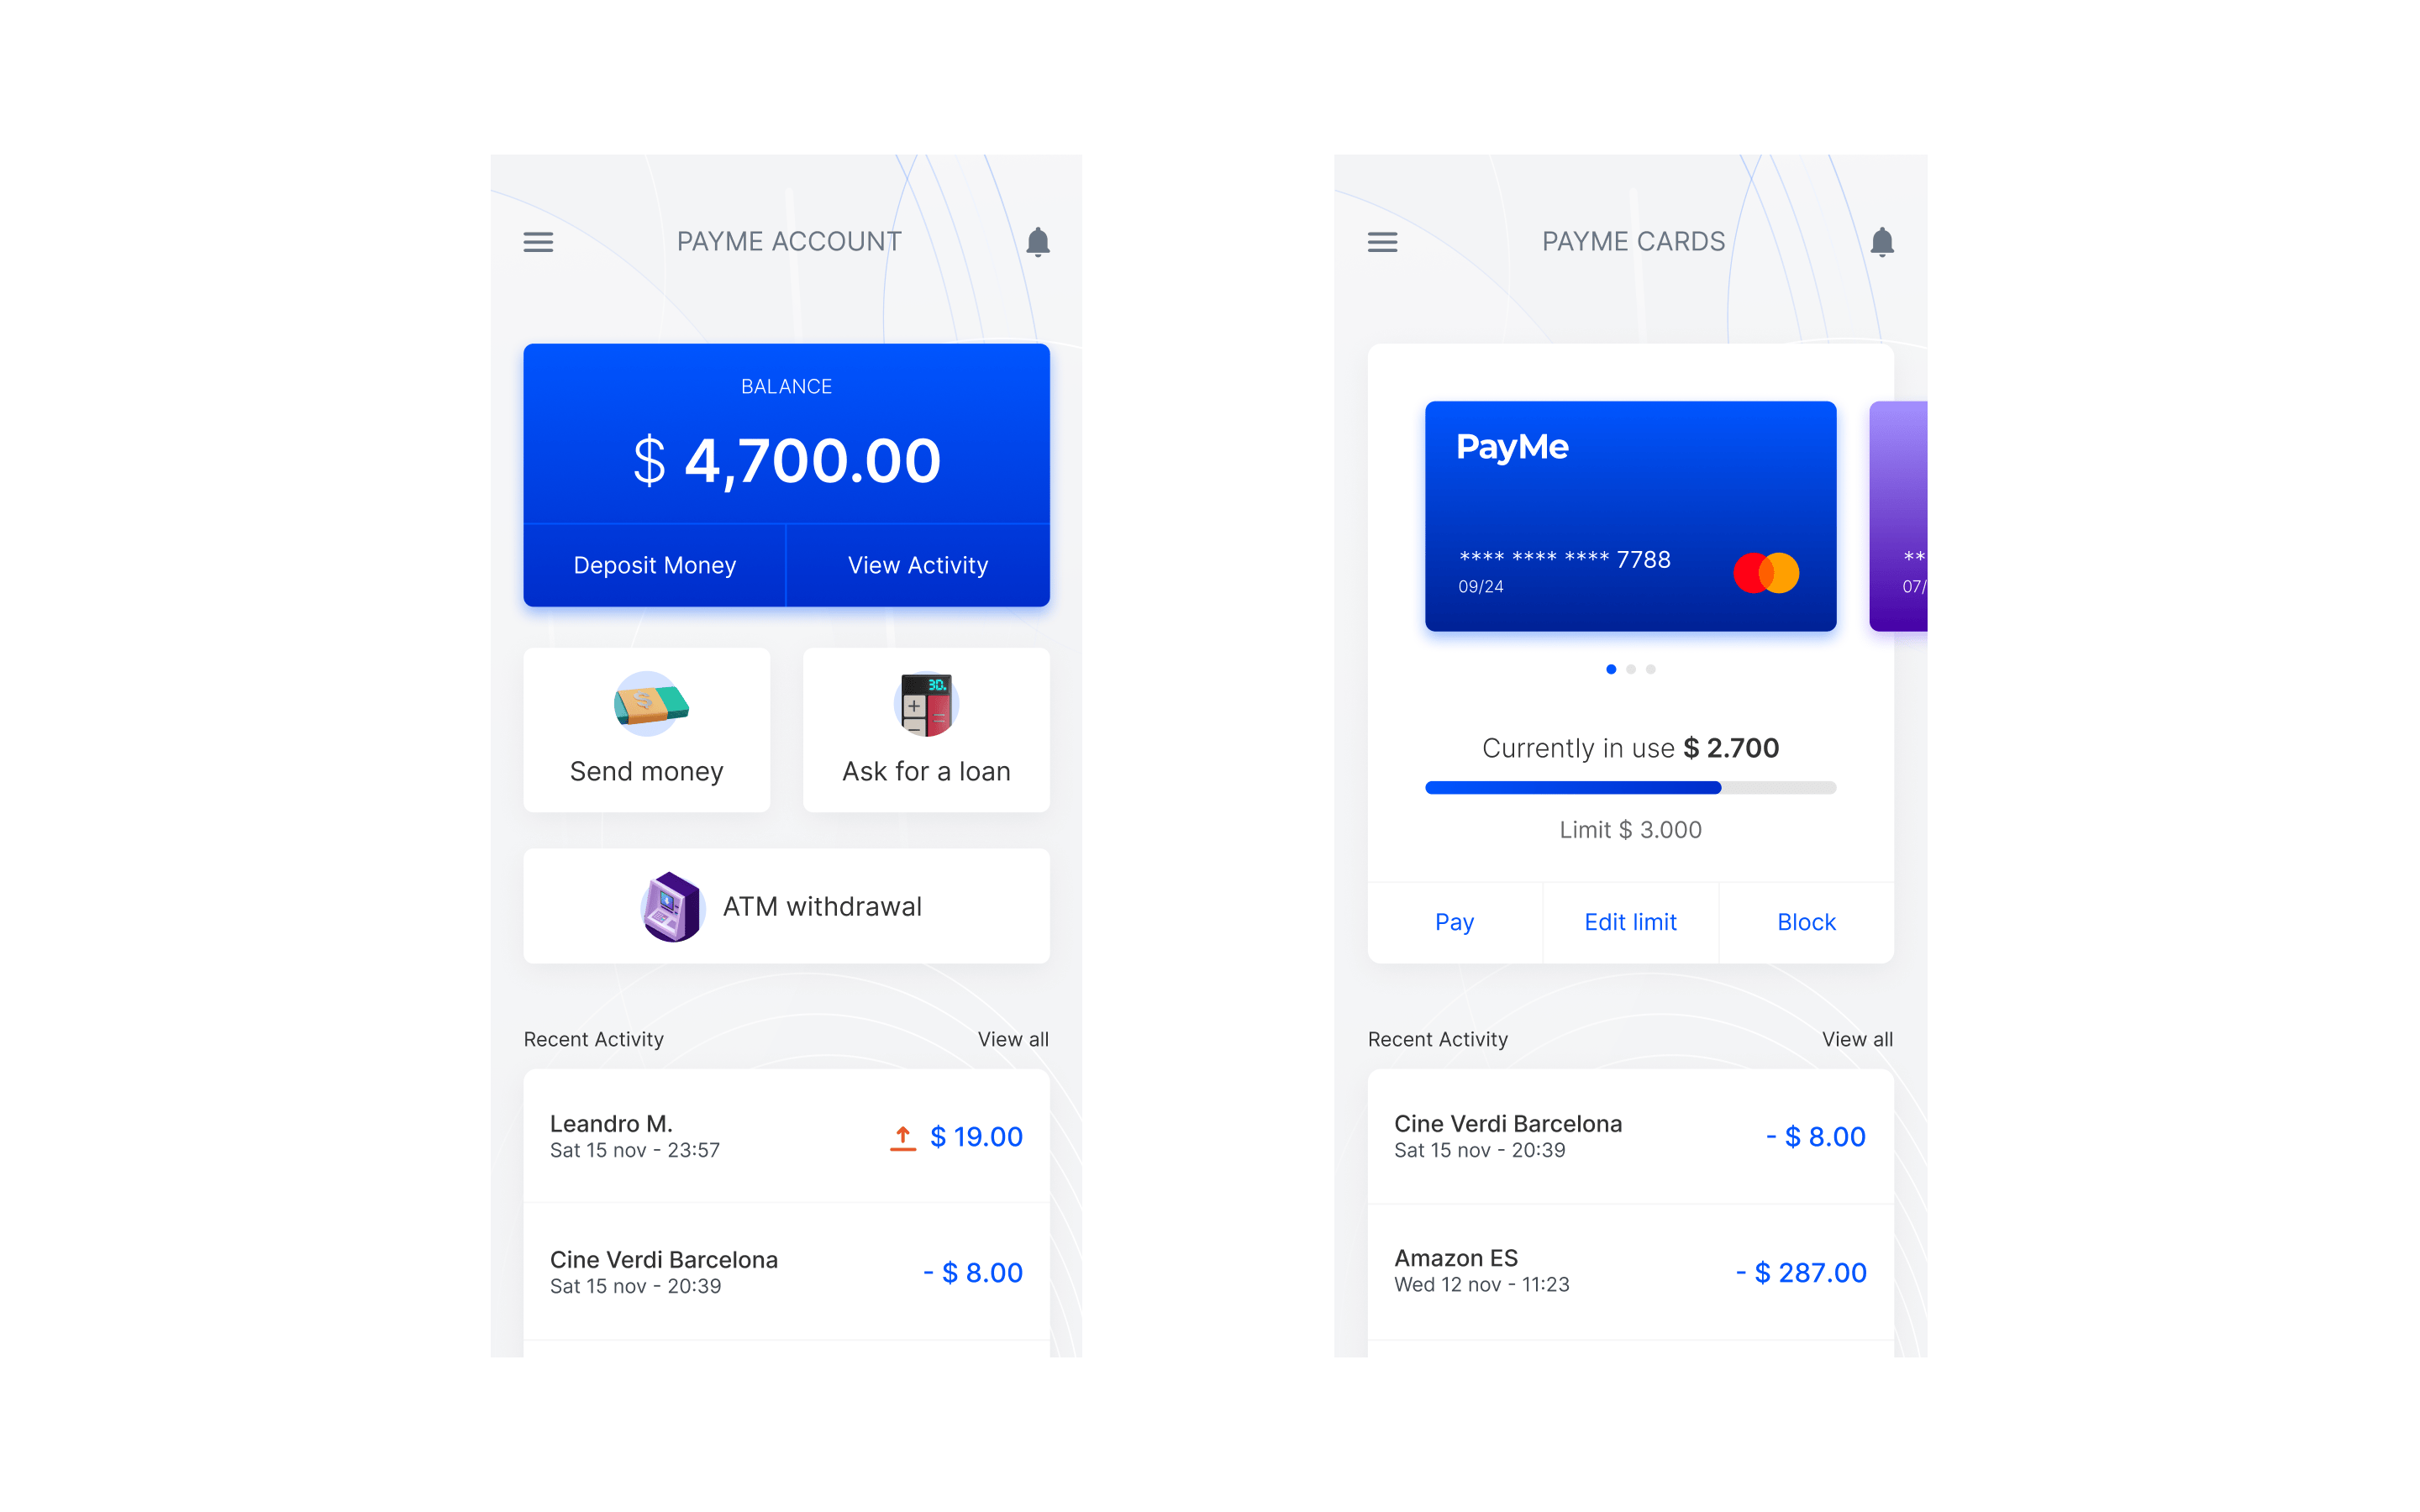 PAYME ACCOUNT
BALANCE
$ 4,700.00
Deposit Money
View Activity
30.
Send money
Ask for a loan
ATM withdrawal
Recent Activity
View all
Leandro M.
Sat 15 nov - 23:57
$ 19.00
Cine Verdi Barcelona
Sat 15 nov - 20:39
- $ 8.00
PAYME CARDS
PayMe
**** **** **** 7788
09/24
**
07/
Currently in use $ 2.700
Limit $ 3.000
Pay
Edit limit
Block
Recent Activity
View all
Cine Verdi Barcelona
Sat 15 nov - 20:39
- $ 8.00
Amazon ES
Wed 12 nov - 11:23
- $ 287.00